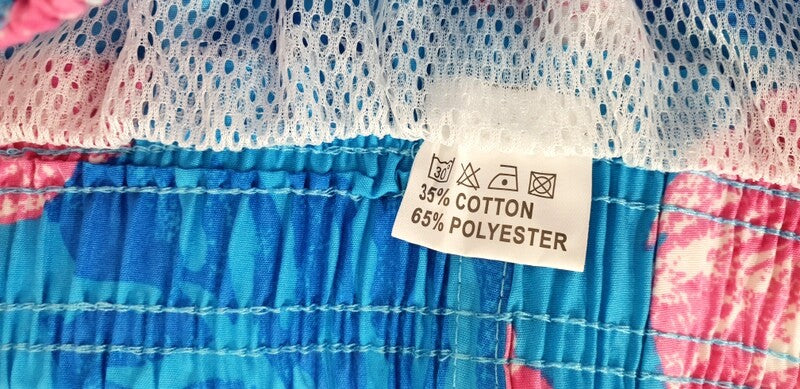 30
35% COTTON
65% POLYESTER